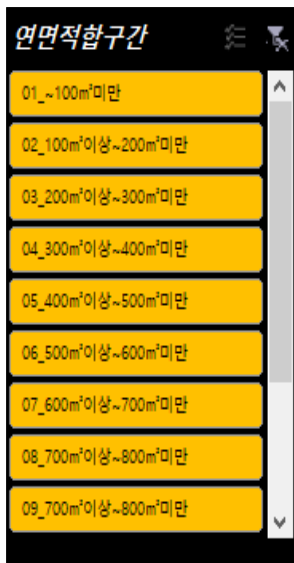 연면적합구간
01_~100㎡미만
02_100㎡이상~200㎡미만
03_200㎡이상~300㎡미만
04_300㎡이상~400㎡미만
05_400㎡이상~500㎡미만
06_500㎡이상~600㎡미만
07_600㎡이상~700㎡미만
08_700㎡이상~800㎡미만
09_700㎡이상~800㎡미만